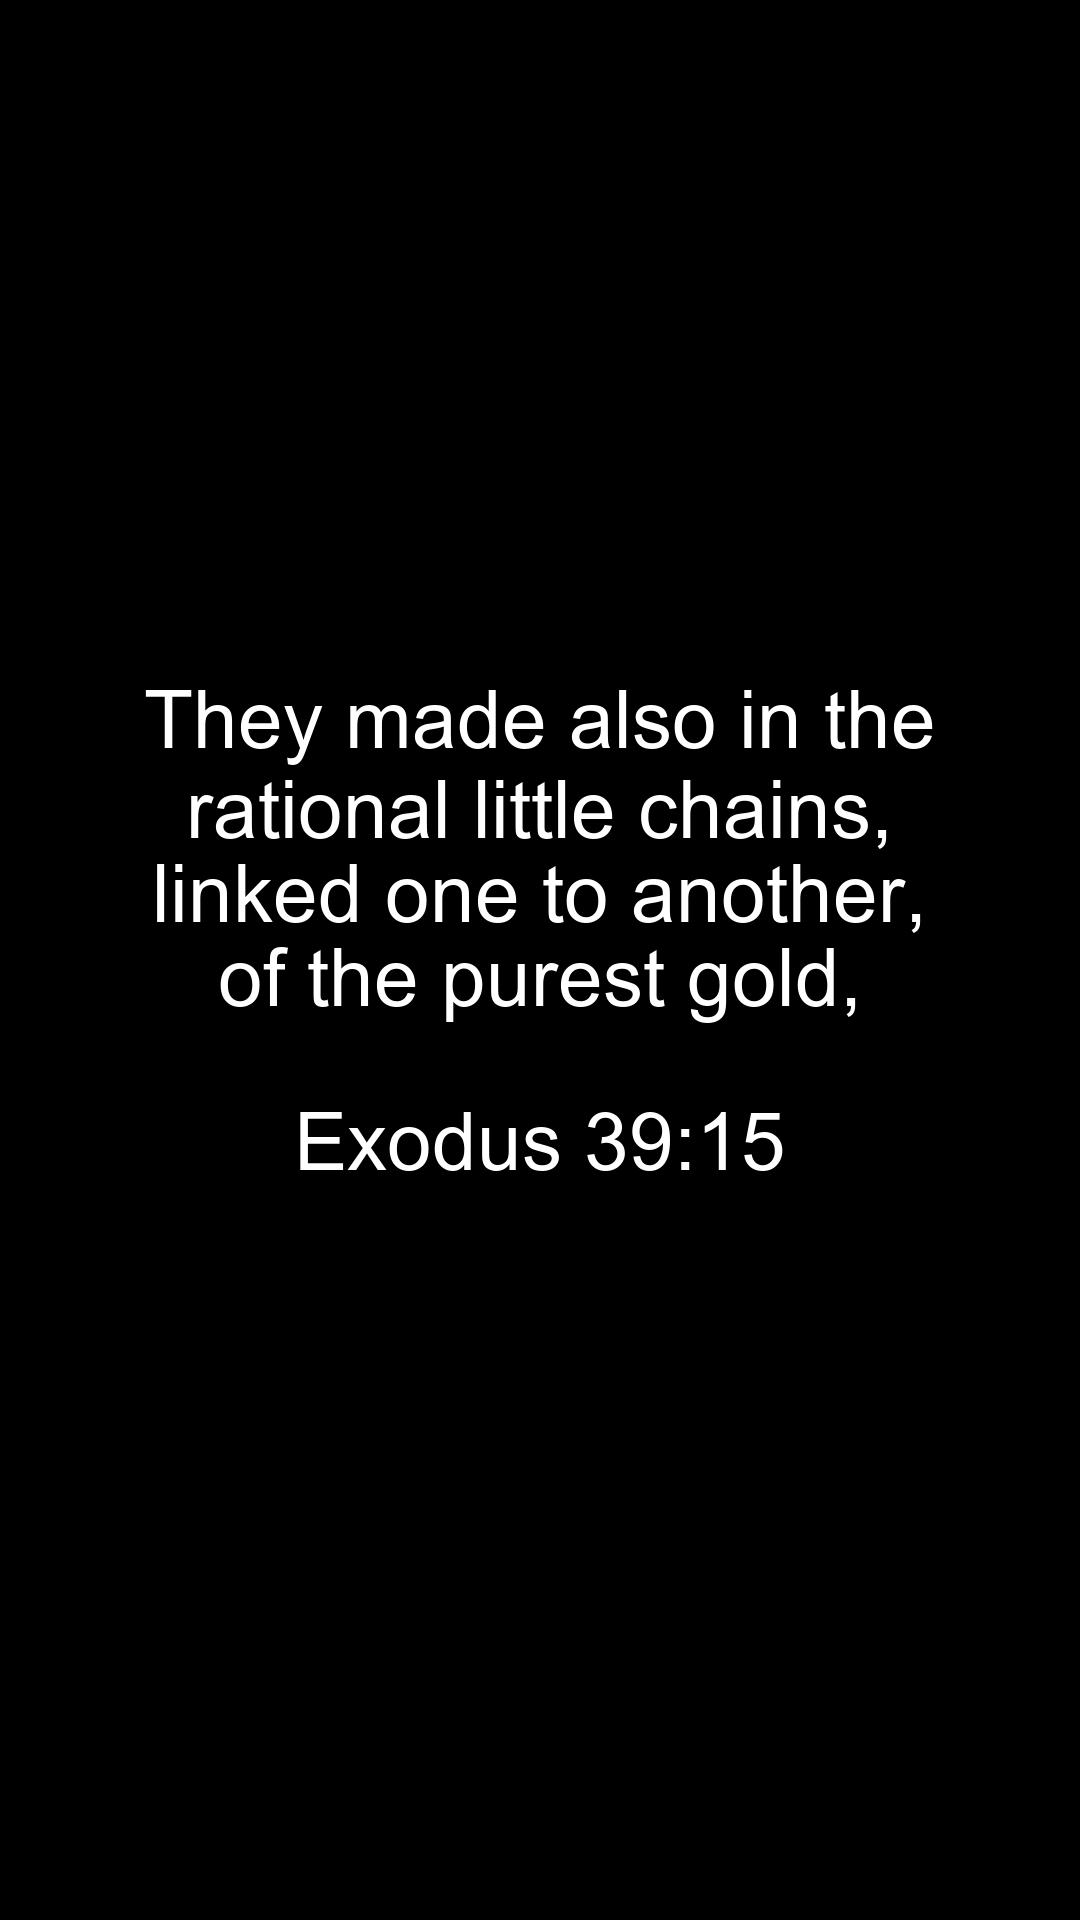 They made also in the
rational little chains,
linked one to another,
of the purest gold,
Exodus 39:15